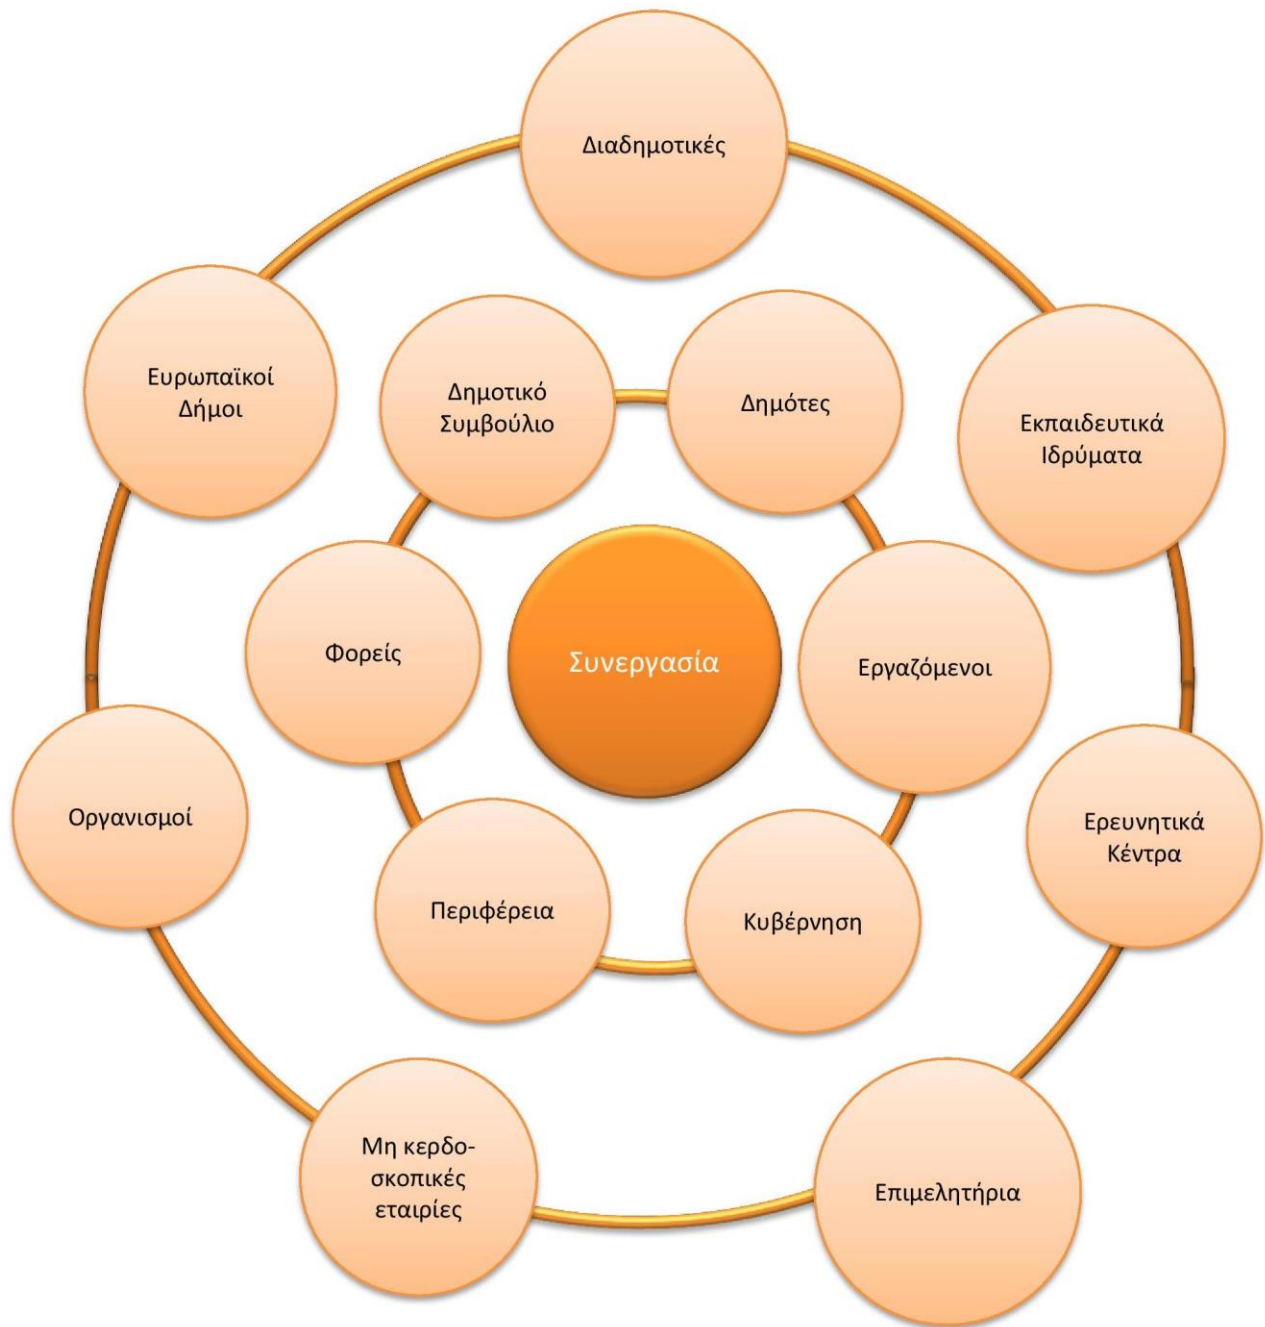 Διαδημοτικές
Ευρωπαϊκοί
Δήμοι
Δημοτικό
Συμβούλιο
Δημότες
Εκπαιδευτικά
Ιδρύματα
Φορείς
Συνεργασία
Εργαζόμενοι
Οργανισμοί
Ερευνητικά
Κέντρα
Περιφέρεια
Κυβέρνηση
Μη κερδο-
σκοπικές
εταιρίες
Επιμελητήρια